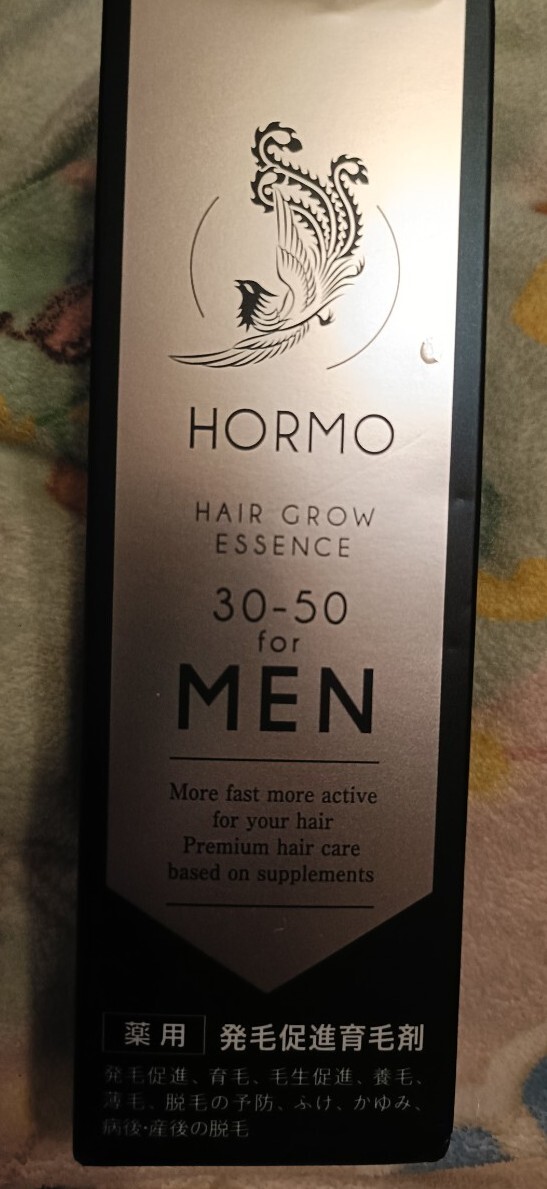 HORMO
HAIR GROW
ESSENCE
30-50
for
MEN
More fast more active
for your hair
Premium hair care
based on supplements
薬用 発毛促進育毛剤
発毛促進、育毛、毛生促進、養毛、
薄毛、脱毛の予防、ふけ、かゆみ、
病後・産後の脱毛